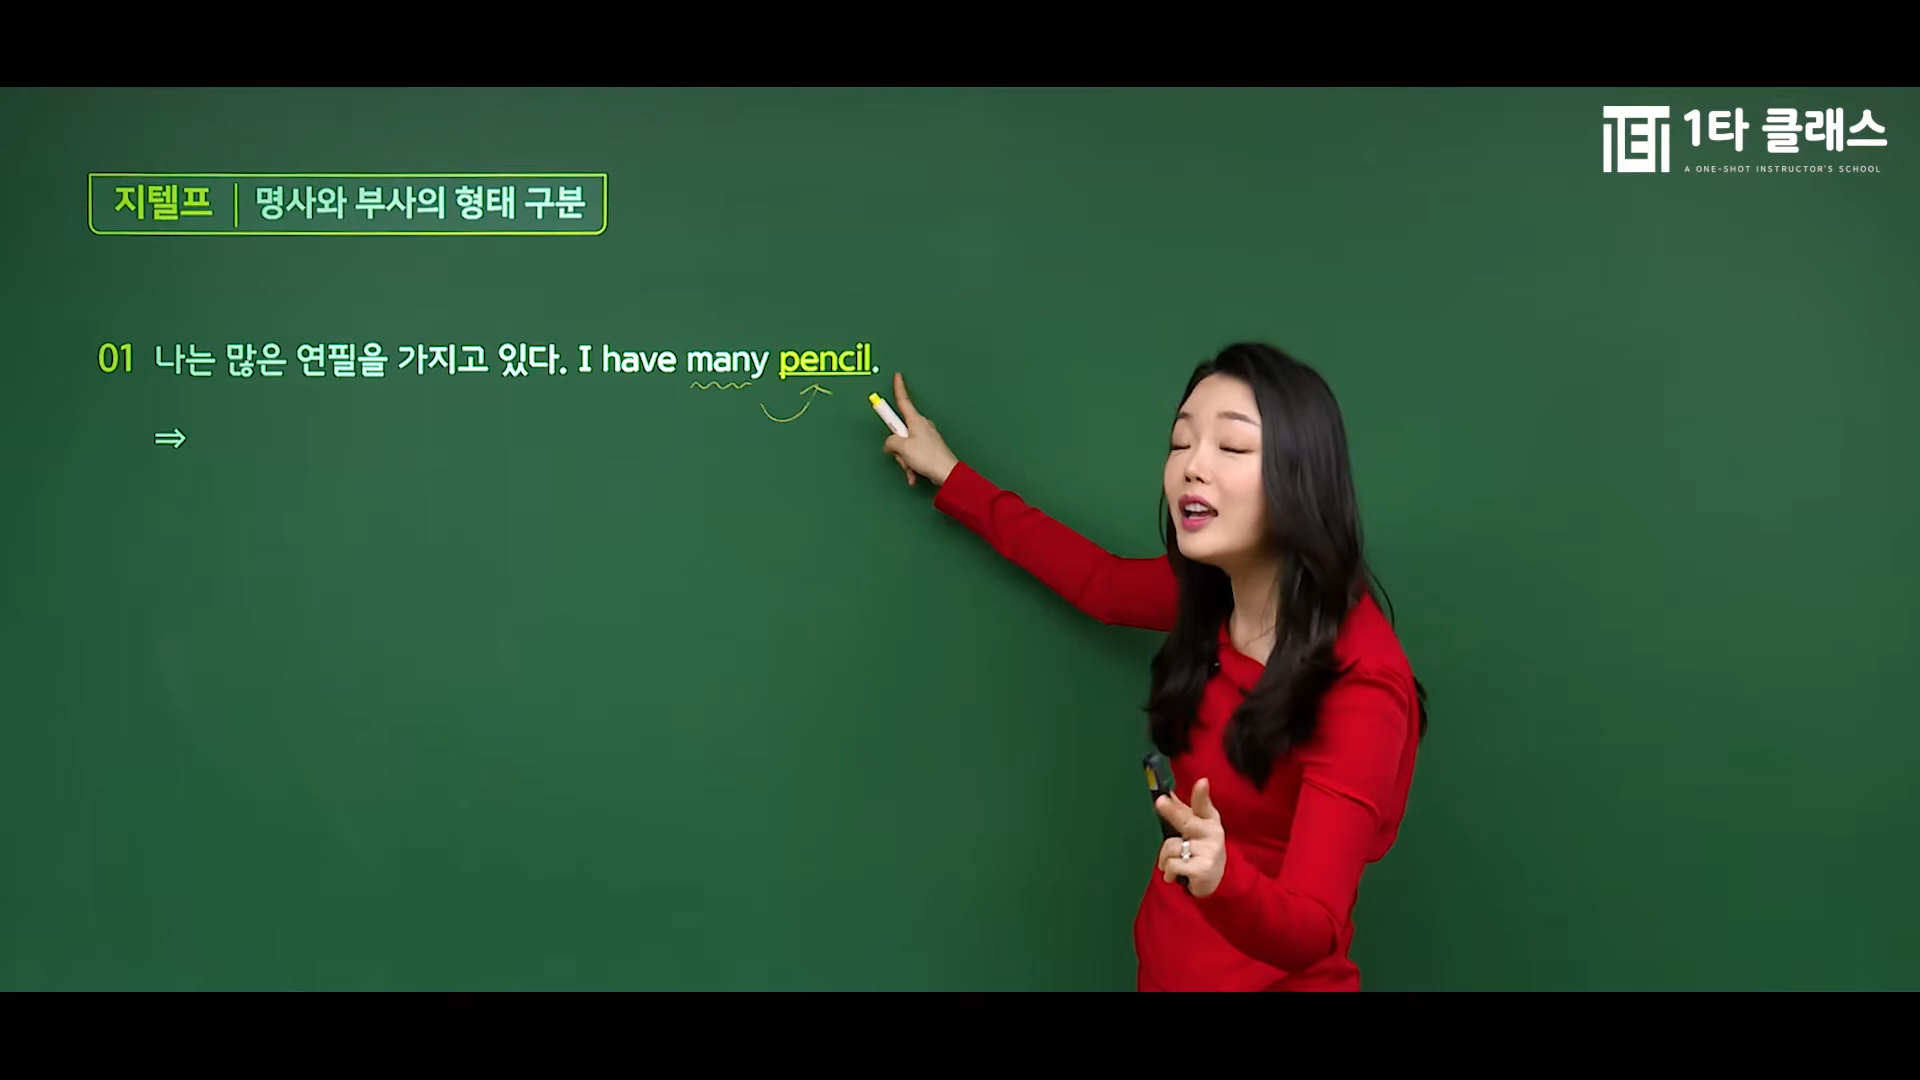 1타 클래스
A ONE-SHOT INSTRUCTOR'S SCHOOL
지텔프 | 명사와 부사의 형태 구분
01 나는 많은 연필을 가지고 있다. I have many pencil.
⇒